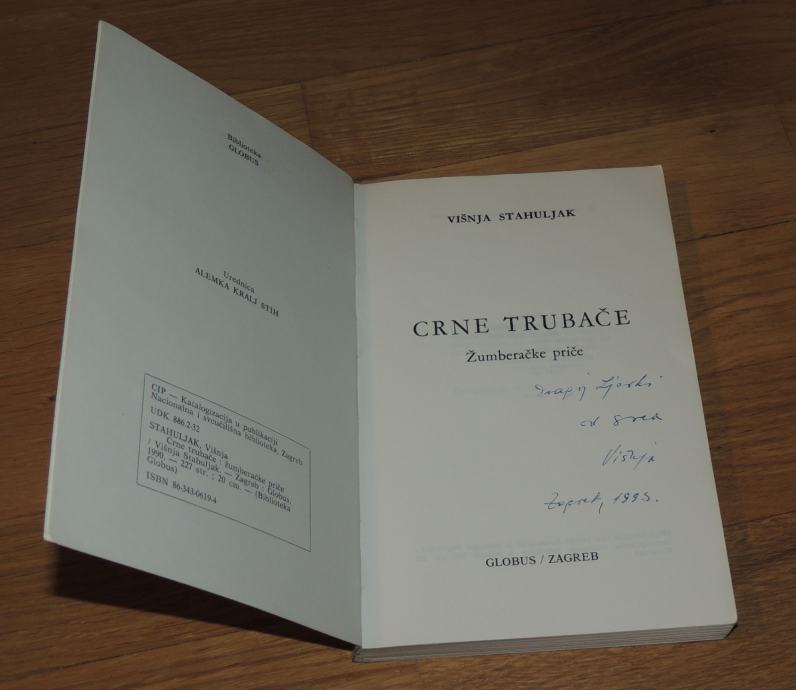 Biblioteka
GLOBUS
Urednica
ALEMKA KRALJ ŠTIH
CIP — Katalogizacija u publikaciji
Nacionalna i sveučilišna biblioteka, Zagreb
UDK 886.2-32
STAHULJAK, Višnja
Crne trubače : žumberačke priče
/ Višnja Stahuljak. — Zagreb : Globus,
1990. — 227 str. ; 20 cm. — (Biblioteka
Globus)
ISBN 86-343-0619-4
VIŠNJA STAHULJAK
CRNE TRUBAČE
Žumberačke priče
Dragoj
od srca
Višnja
Zagreb, 1993.
GLOBUS / ZAGREB